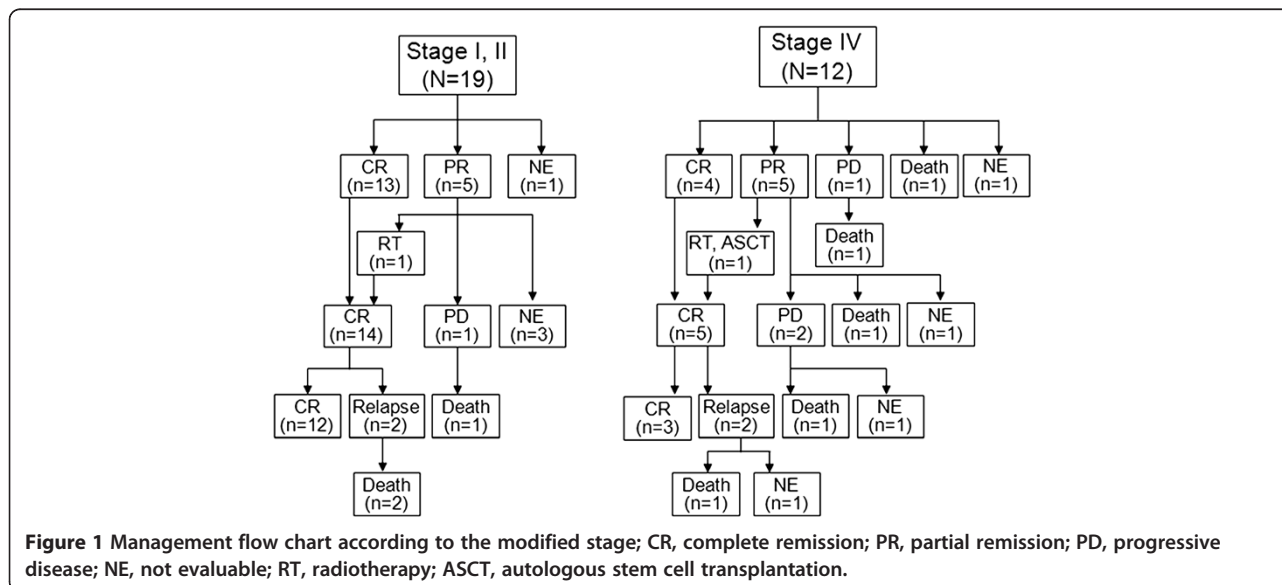 Stage I, II
(N=19)
Stage IV
(N=12)
CR
(n=13)
PR
(n=5)
NE
(n=1)
CR
(n=4)
PR
(n=5)
PD
(n=1)
Death
(n=1)
NE
(n=1)
RT
(n=1)
RT, ASCT
(n=1)
Death
(n=1)
CR
(n=14)
PD
(n=1)
NE
(n=3)
CR
(n=5)
PD
(n=2)
Death
(n=1)
NE
(n=1)
CR
(n=12)
Relapse
(n=2)
Death
(n=1)
CR
(n=3)
Relapse
(n=2)
Death
(n=1)
NE
(n=1)
Death
(n=2)
Death
(n=1)
NE
(n=1)
Figure 1 Management flow chart according to the modified stage; CR, complete remission; PR, partial remission; PD, progressive
disease; NE, not evaluable; RT, radiotherapy; ASCT, autologous stem cell transplantation.